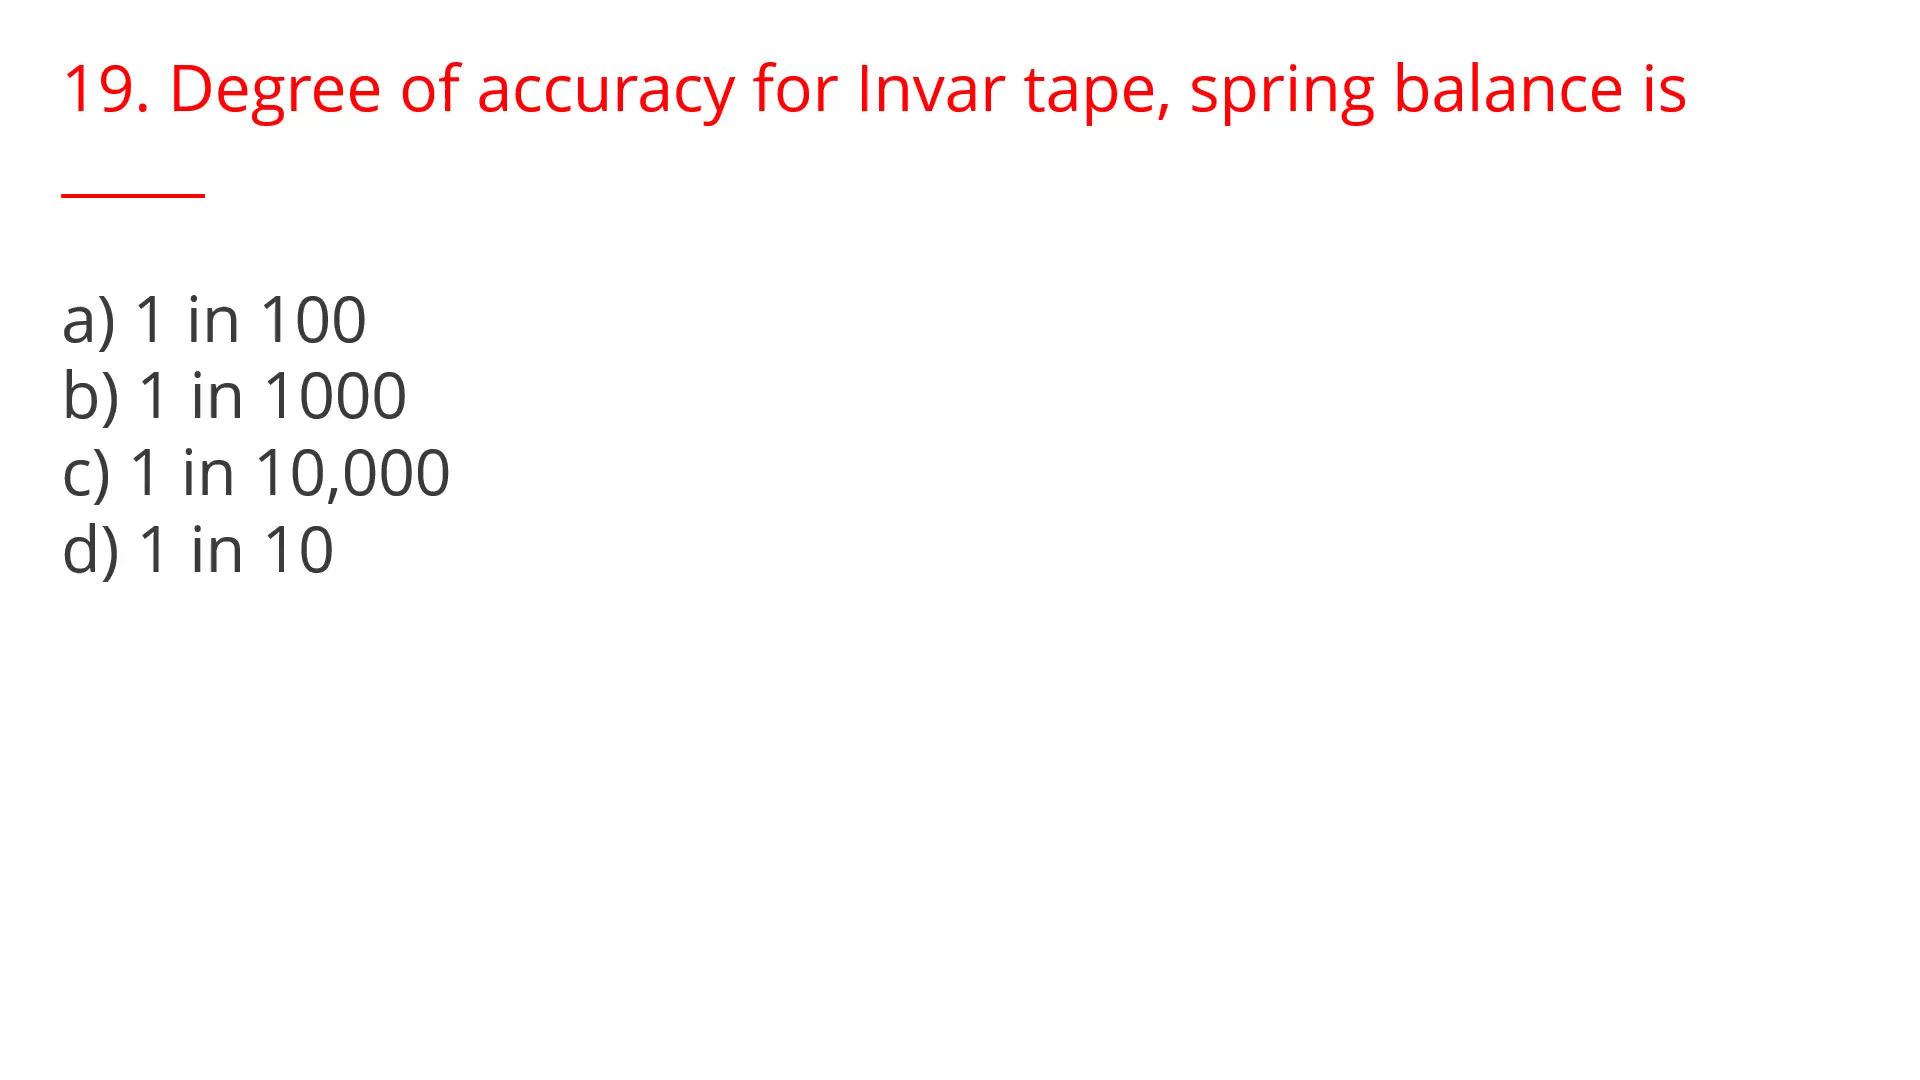 19. Degree of accuracy for Invar tape, spring balance is
_____
a) 1 in 100
b) 1 in 1000
c) 1 in 10,000
d) 1 in 10